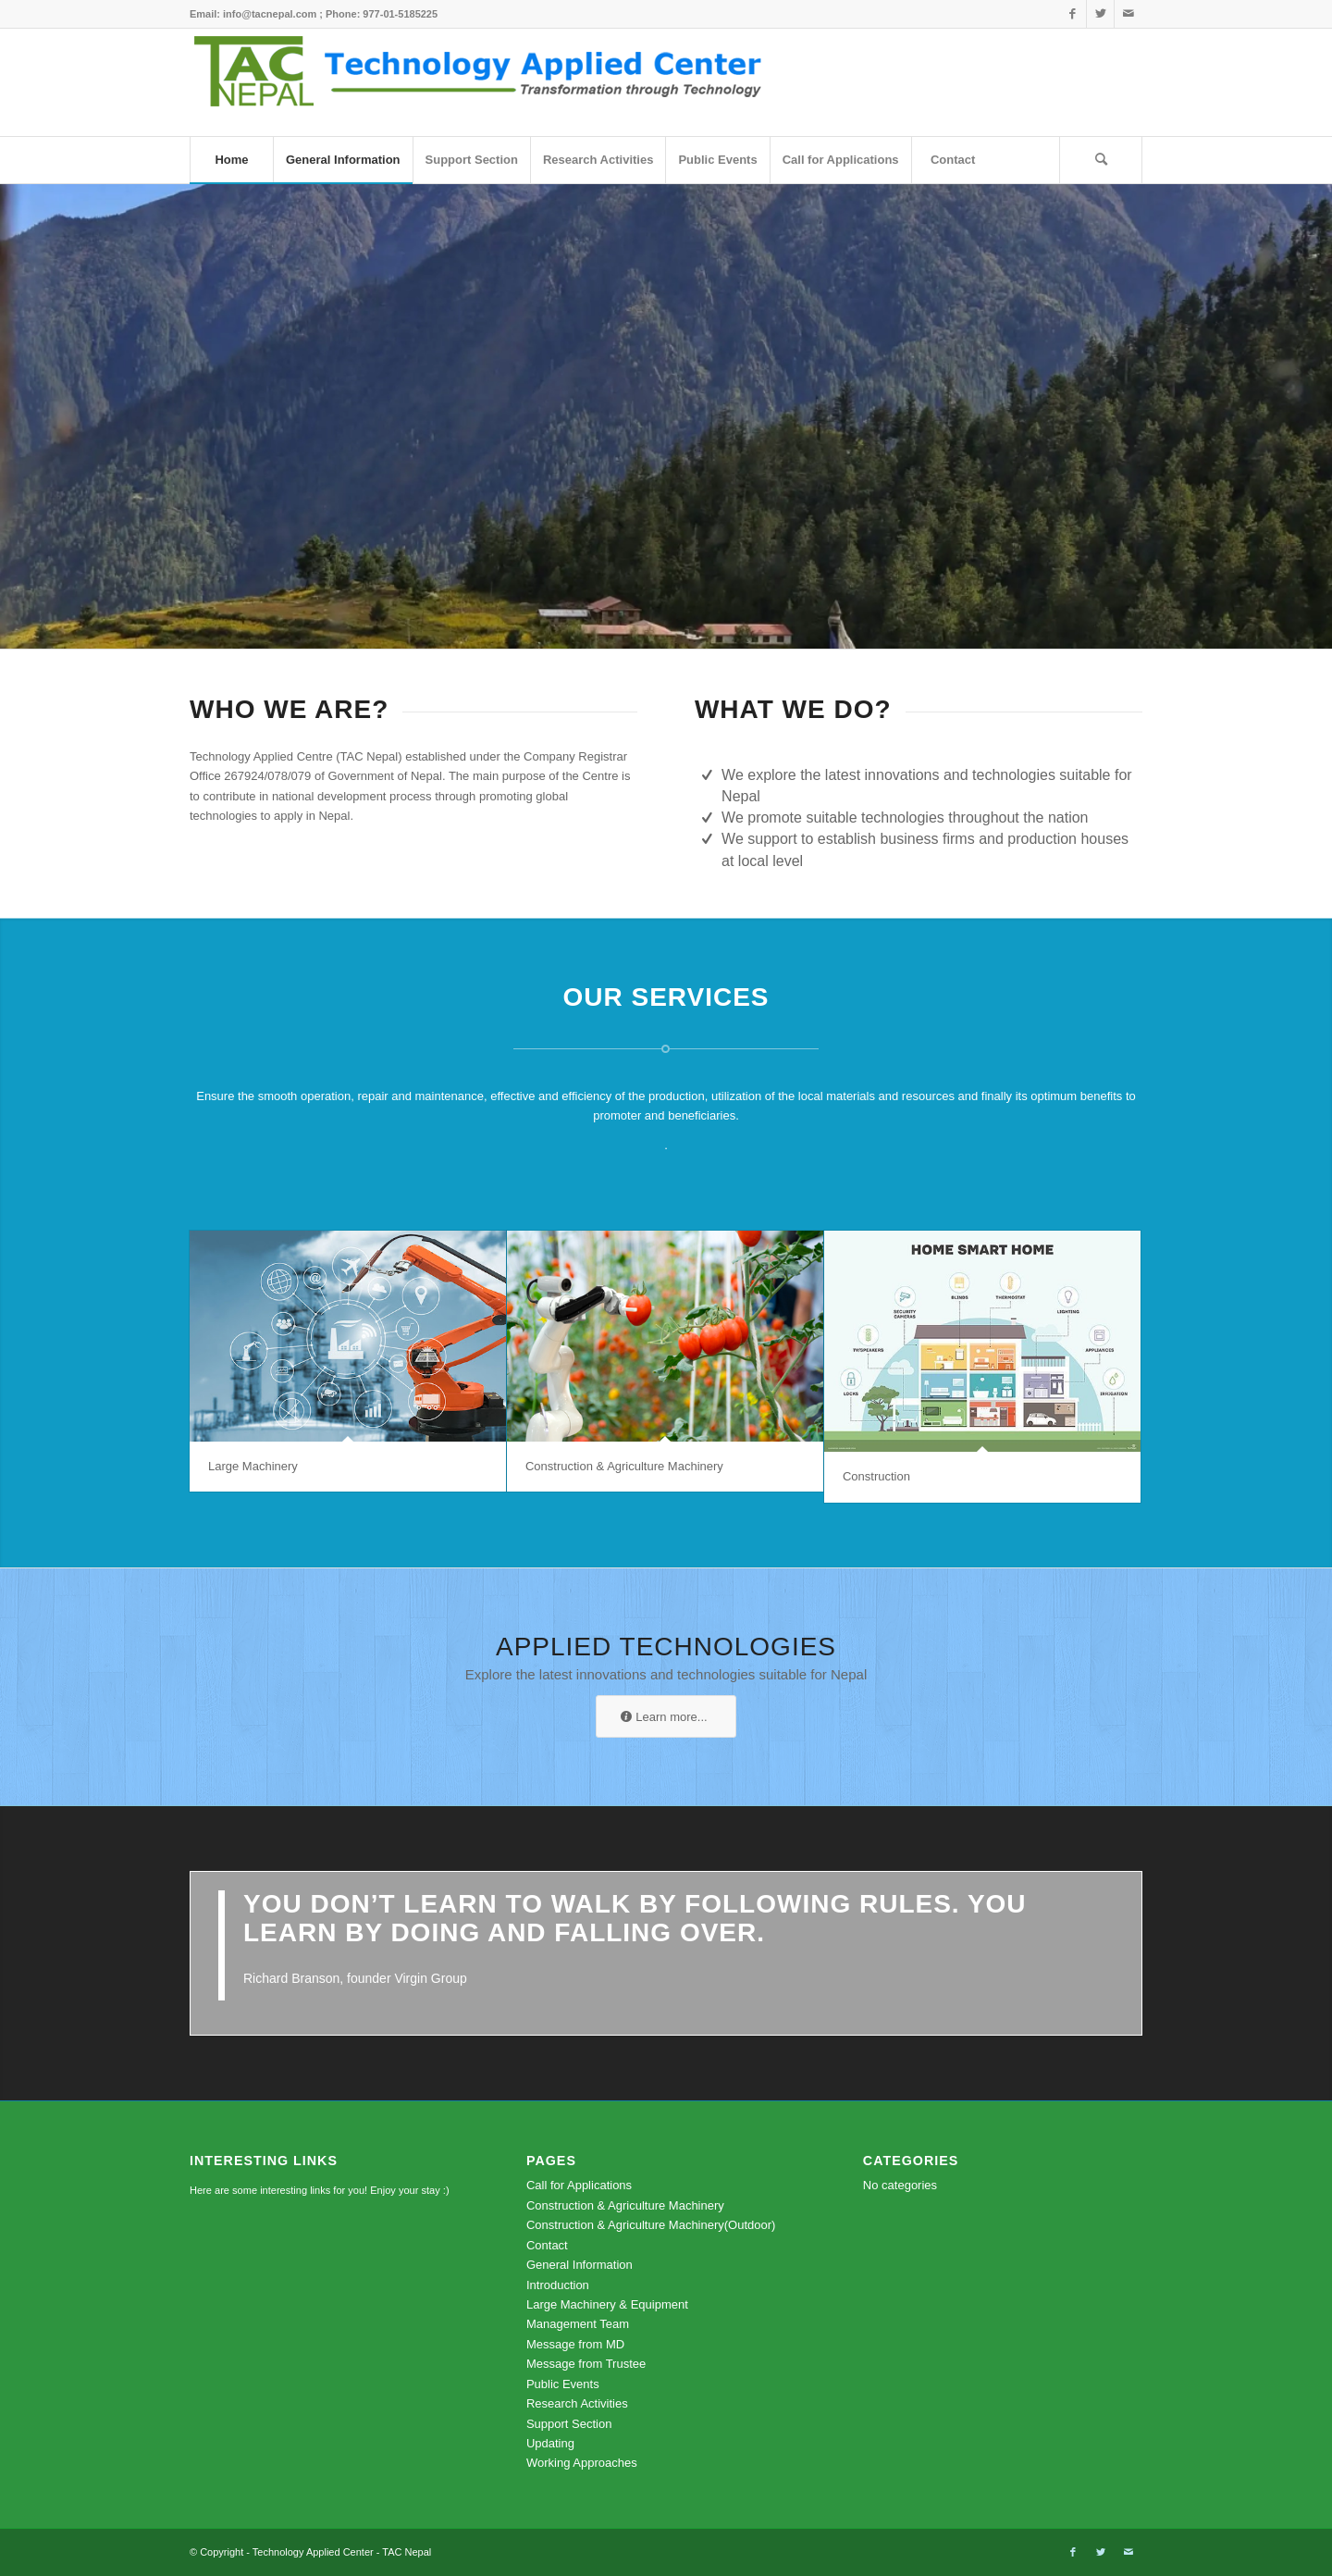 Email: info@tacnepal.com ; Phone: 977-01-5185225
TAC
NEPAL
Technology Applied Center
Transformation through Technology
Home
General Information
Support Section
Research Activities
Public Events
Call for Applications
Contact
WHO WE ARE?
Technology Applied Centre (TAC Nepal) established under the Company Registrar
Office 267924/078/079 of Government of Nepal. The main purpose of the Centre is
to contribute in national development process through promoting global
technologies to apply in Nepal.
WHAT WE DO?
We explore the latest innovations and technologies suitable for
Nepal
We promote suitable technologies throughout the nation
We support to establish business firms and production houses
at local level
OUR SERVICES
Ensure the smooth operation, repair and maintenance, effective and efficiency of the production, utilization of the local materials and resources and finally its optimum benefits to
promoter and beneficiaries.
.
Large Machinery
Construction & Agriculture Machinery
HOME SMART HOME
BLINDS
THERMOSTAT
SECURITY
CAMERAS
LIGHTING
TV/SPEAKERS
APPLIANCES
LOCKS
IRRIGATION
Construction
APPLIED TECHNOLOGIES
Explore the latest innovations and technologies suitable for Nepal
Learn more...
YOU DON’T LEARN TO WALK BY FOLLOWING RULES. YOU
LEARN BY DOING AND FALLING OVER.
Richard Branson, founder Virgin Group
INTERESTING LINKS
Here are some interesting links for you! Enjoy your stay :)
PAGES
Call for Applications
Construction & Agriculture Machinery
Construction & Agriculture Machinery(Outdoor)
Contact
General Information
Introduction
Large Machinery & Equipment
Management Team
Message from MD
Message from Trustee
Public Events
Research Activities
Support Section
Updating
Working Approaches
CATEGORIES
No categories
© Copyright - Technology Applied Center - TAC Nepal